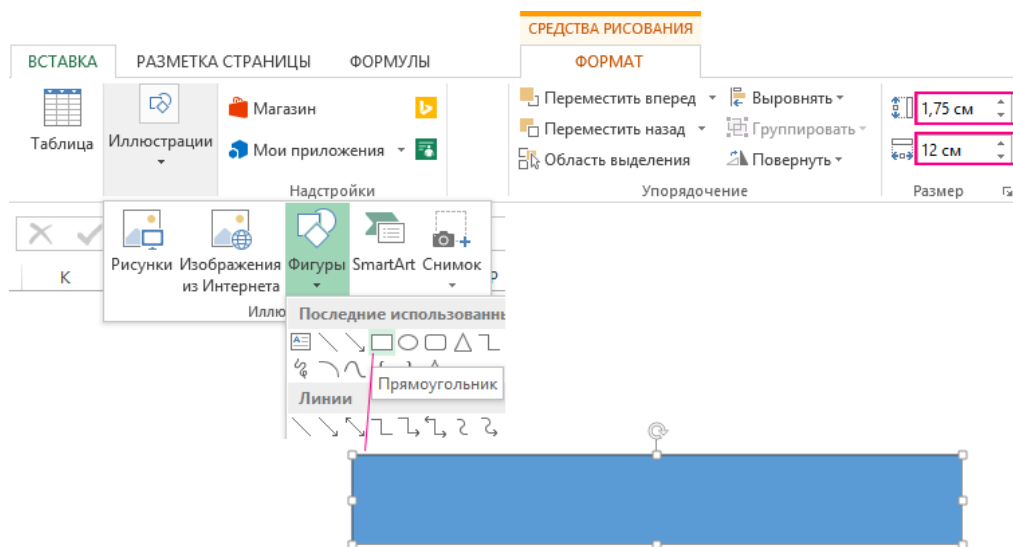 СРЕДСТВА РИСОВАНИЯ
ВСТАВКА РАЗМЕТКА СТРАНИЦЫ ФОРМУЛЫ ФОРМАТ
Таблица
Иллюстрации
Магазин
Мои приложения
Надстройки
Переместить вперед
Переместить назад
Область выделения
Выровнять
Группировать
Повернуть
Упорядочение
1,75 см
12 см
Размер
K
Рисунки
Изображения
из Интернета
Фигуры
SmartArt
Снимок
Последние
Прямоугольник
Линии